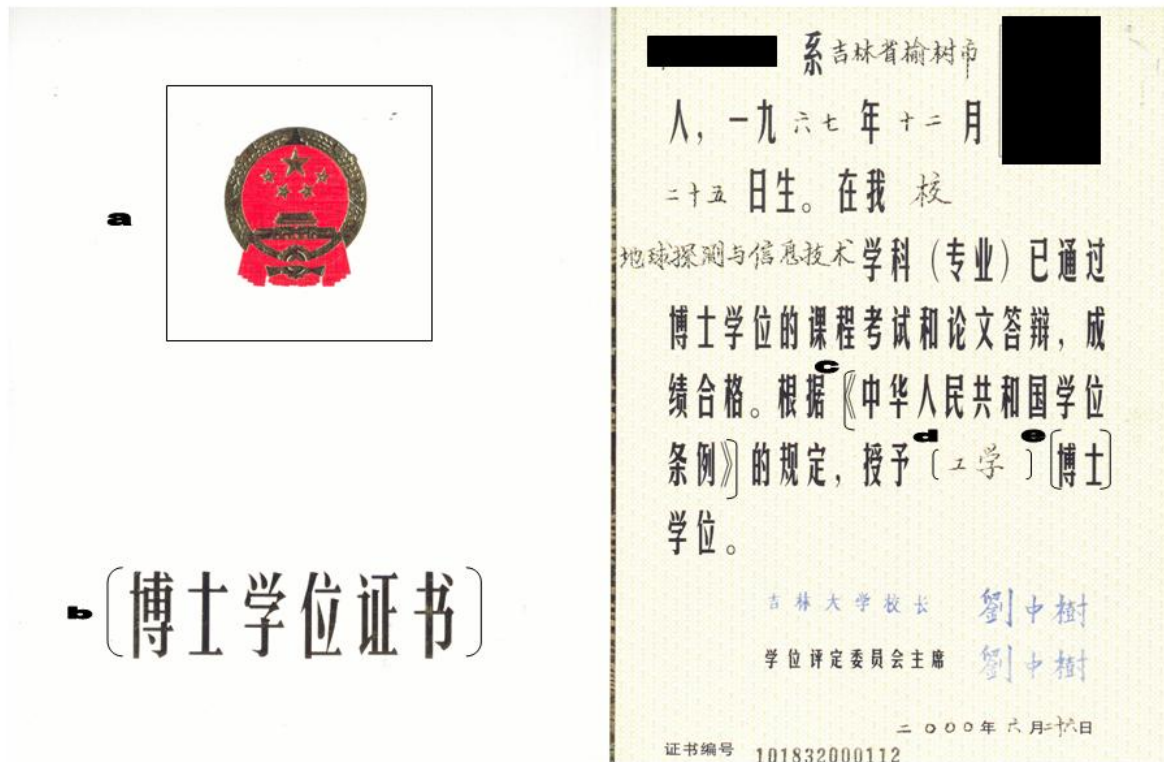 a
b
博士学位证书
系吉林省榆树市
人，一九六七年十二月
二十五日生。在我校
地球探测与信息技术学科（专业）已通过
博士学位的课程考试和论文答辩，成
c
绩合格。根据《中华人民共和国学位
d e
条例》的规定，授予〔工学〕博士
学位。
吉林大学校长 劉中樹
学位评定委员会主席 劉中樹
二〇〇〇年六月二十六日
证书编号 101832000112